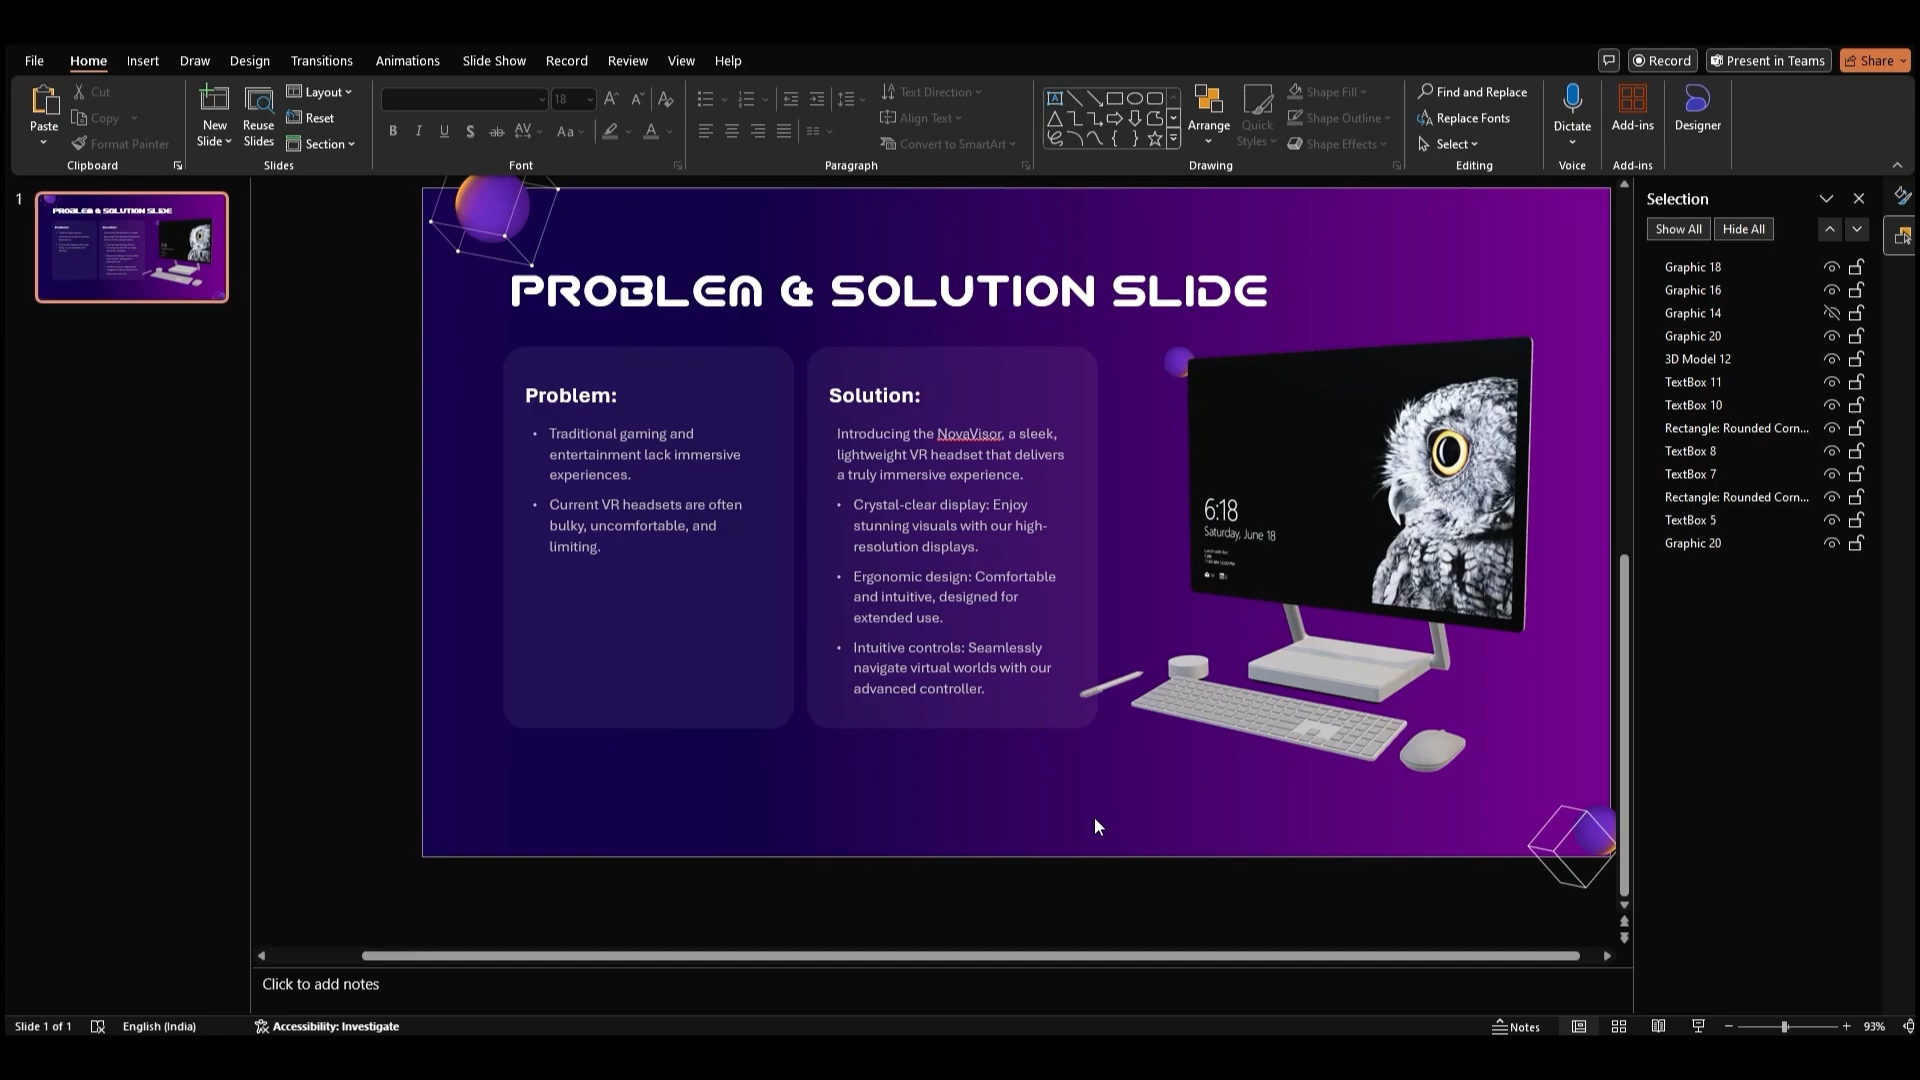 File Home Insert Draw Design Transitions Animations Slide Show Record Review View Help
Record Present in Teams Share
Paste
Cut
Copy
Format Painter
Clipboard
New
Slide
Reuse
Slides
Layout
Reset
Section
Slides
18
B I U S ab AV Aa A
Font
Text Direction
Align Text
Convert to SmartArt
Paragraph
Arrange
Quick
Styles
Shape Fill
Shape Outline
Shape Effects
Drawing
Find and Replace
Replace Fonts
Select
Editing
Dictate
Voice
Add-ins
Add-ins
Designer
1
PROBLEM & SOLUTION SLIDE
PROBLEM & SOLUTION SLIDE
Problem:
• Traditional gaming and
entertainment lack immersive
experiences.
• Current VR headsets are often
bulky, uncomfortable, and
limiting.
Solution:
Introducing the NovaVisor, a sleek,
lightweight VR headset that delivers
a truly immersive experience.
• Crystal-clear display: Enjoy
stunning visuals with our high-
resolution displays.
• Ergonomic design: Comfortable
and intuitive, designed for
extended use.
• Intuitive controls: Seamlessly
navigate virtual worlds with our
advanced controller.
6:18
Saturday, June 18
Selection
Show All Hide All
Graphic 18
Graphic 16
Graphic 14
Graphic 20
3D Model 12
TextBox 11
TextBox 10
Rectangle: Rounded Corn...
TextBox 8
TextBox 7
Rectangle: Rounded Corn...
TextBox 5
Graphic 20
Click to add notes
Slide 1 of 1 English (India) Accessibility: Investigate Notes 93%